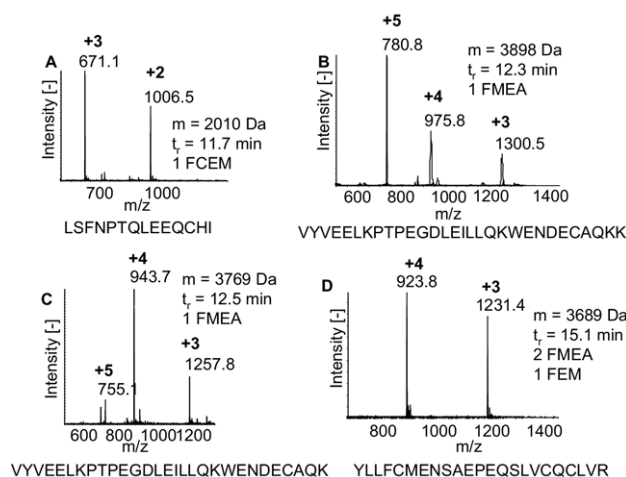 A
+3
671.1
+2
1006.5
m = 2010 Da
tr = 11.7 min
1 FCEM
Intensity [-]
700 1000
m/z
LSFNPTQLEEQCHI
B
+5
780.8
+4
975.8
+3
1300.5
m = 3898 Da
tr = 12.3 min
1 FMEA
Intensity [-]
600 800 1000 1200 1400
m/z
VYVEELKPTPEGDLEILLQKWENDECAQKK
C
+4
943.7
+5
755.1
+3
1257.8
m = 3769 Da
tr = 12.5 min
1 FMEA
Intensity [-]
600 800 1000 1200
m/z
VYVEELKPTPEGDLEILLQKWENDECAQK
D
+4
923.8
+3
1231.4
m = 3689 Da
tr = 15.1 min
2 FMEA
1 FEM
Intensity [-]
800 1000 1200 1400
m/z
YLLFCMENSAEPEQSLVCQCLVR